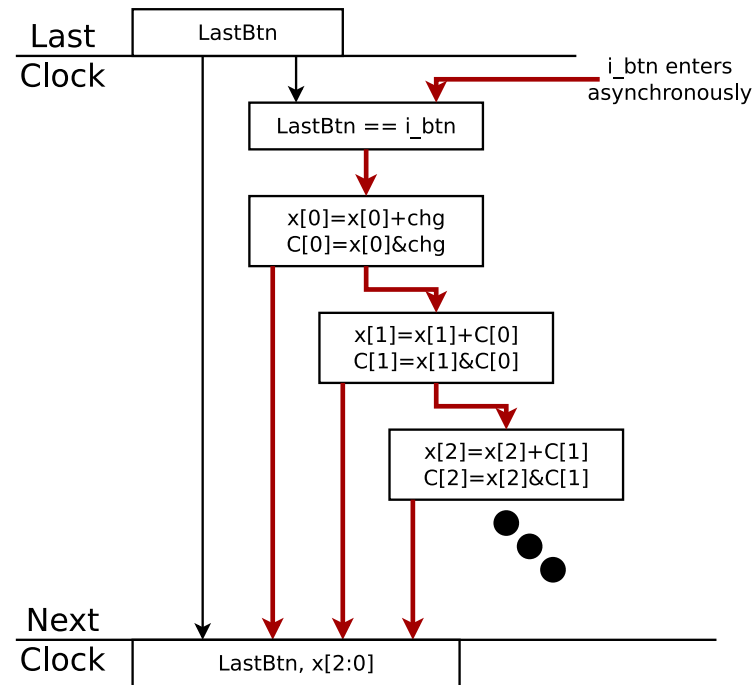 Last
LastBtn
Clock
i_btn enters
asynchronously
LastBtn == i_btn
x[0]=x[0]+chg
C[0]=x[0]&chg
x[1]=x[1]+C[0]
C[1]=x[1]&C[0]
x[2]=x[2]+C[1]
C[2]=x[2]&C[1]
Next
Clock
LastBtn, x[2:0]